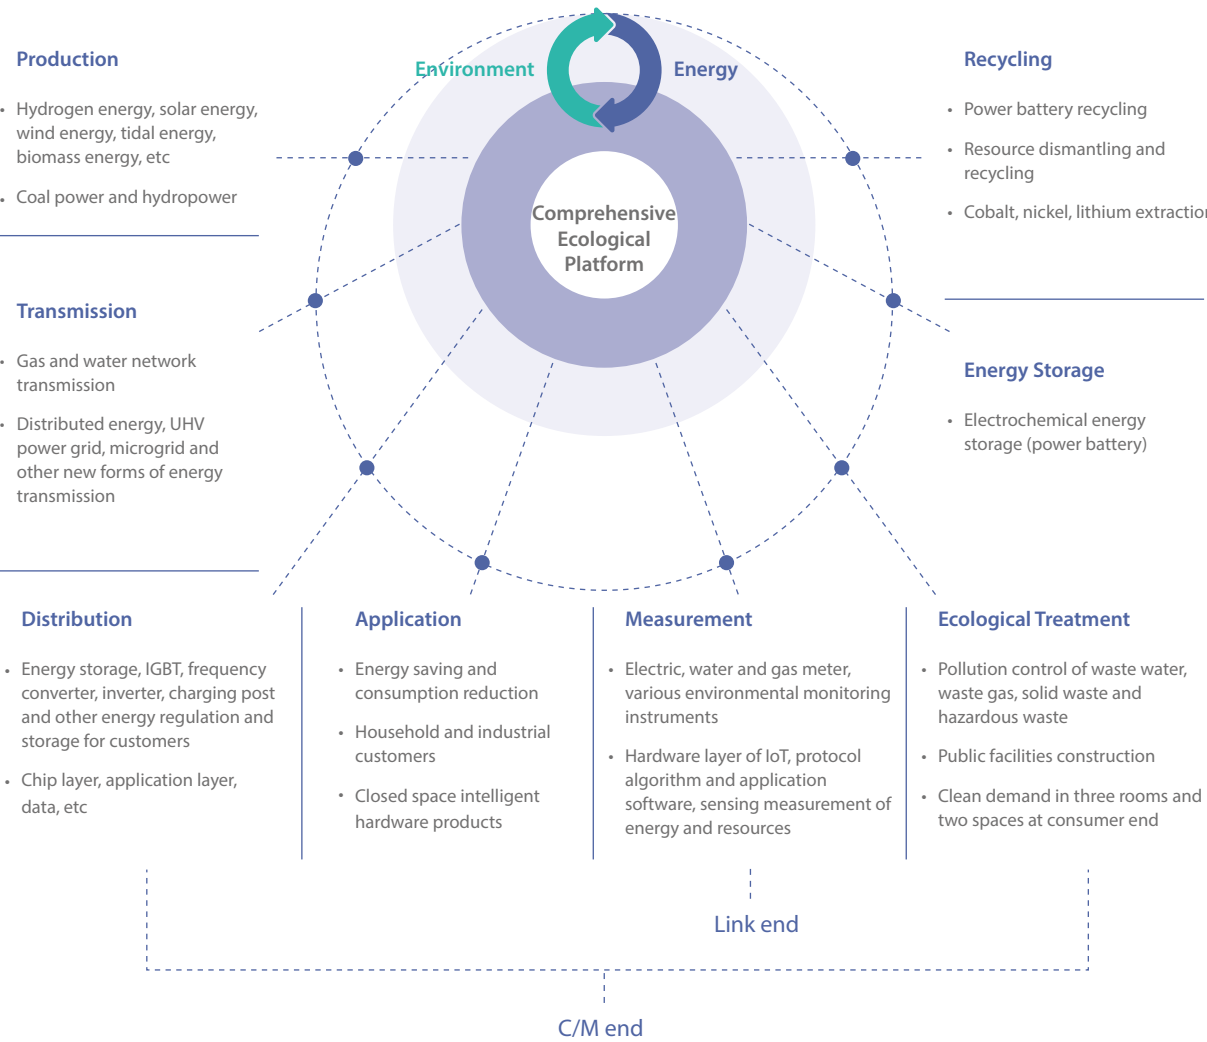 Environment
Energy
Comprehensive
Ecological
Platform
Production
• Hydrogen energy, solar energy,
wind energy, tidal energy,
biomass energy, etc
• Coal power and hydropower
Transmission
• Gas and water network
transmission
• Distributed energy, UHV
power grid, microgrid and
other new forms of energy
transmission
Recycling
• Power battery recycling
• Resource dismantling and
recycling
• Cobalt, nickel, lithium extraction
Energy Storage
• Electrochemical energy
storage (power battery)
Distribution
• Energy storage, IGBT, frequency
converter, inverter, charging post
and other energy regulation and
storage for customers
• Chip layer, application layer,
data, etc
Application
• Energy saving and
consumption reduction
• Household and industrial
customers
• Closed space intelligent
hardware products
Measurement
• Electric, water and gas meter,
various environmental monitoring
instruments
• Hardware layer of IoT, protocol
algorithm and application
software, sensing measurement of
energy and resources
Ecological Treatment
• Pollution control of waste water,
waste gas, solid waste and
hazardous waste
• Public facilities construction
• Clean demand in three rooms and
two spaces at consumer end
Link end
C/M end